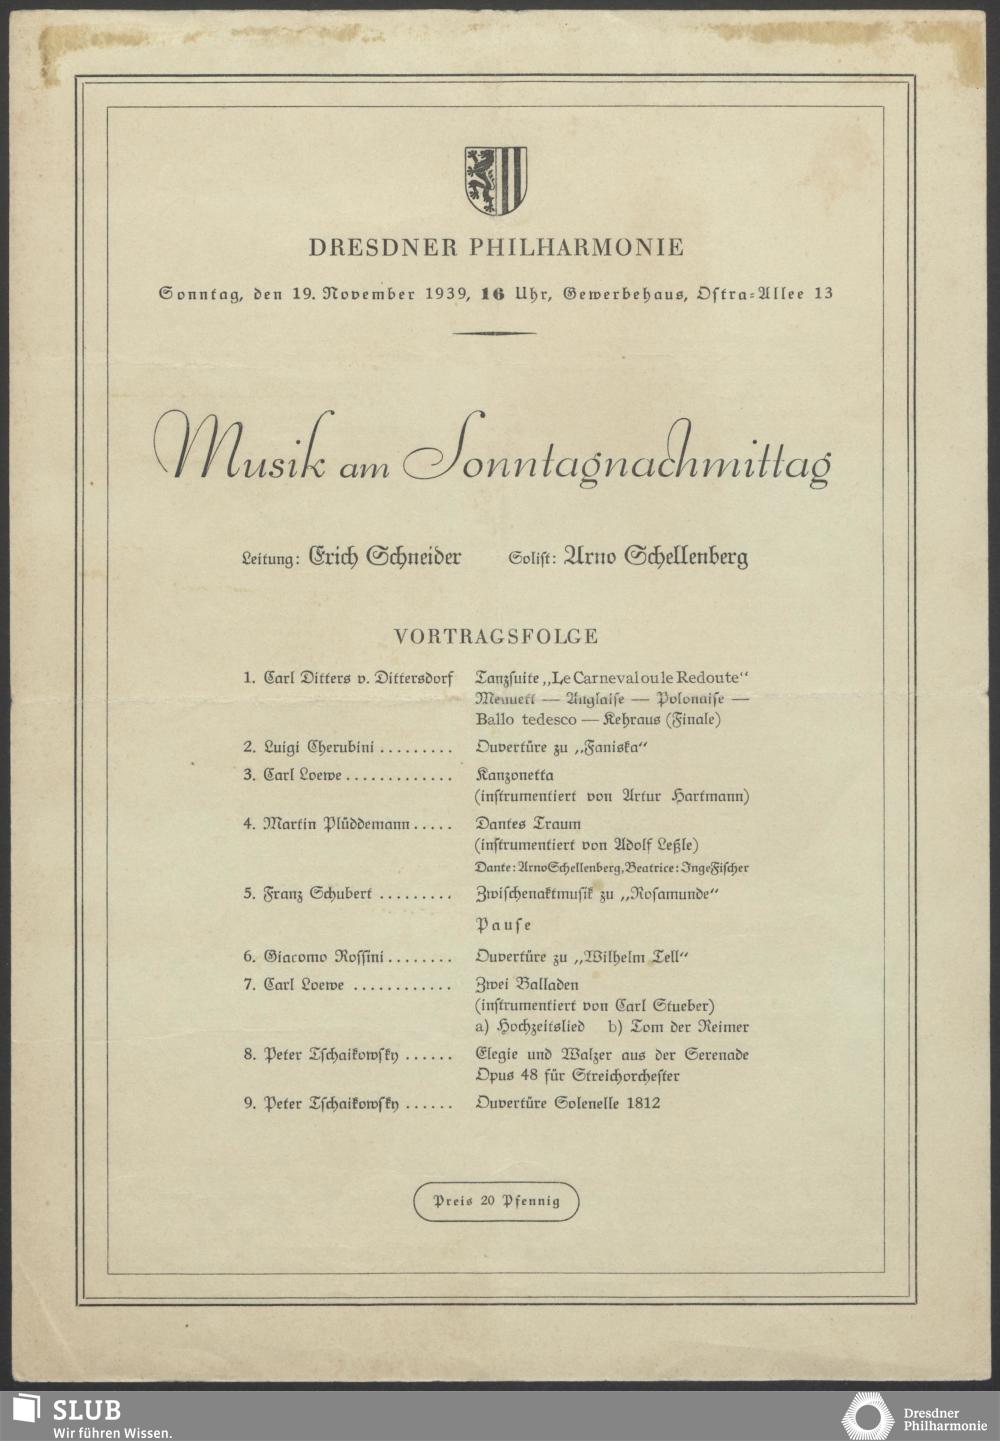 DRESDNER PHILHARMONIE
Sonntag, den 19. November 1939, 16 Uhr, Gewerbehaus, Ostra-Allee 13
Musik am Sonntagnachmittag
Leitung: Erich Schneider Solist: Arno Schellenberg
VORTRAGSFOLGE
1. Carl Ditters v. Dittersdorf Tanzsuite „Le Carneval ou le Redoute“
Menuett — Anglaise — Polonaise —
Ballo tedesco — Kehraus (Finale)
2. Luigi Cherubini ......... Ouvertüre zu „Faniska“
3. Carl Loewe ............. Kanzonetta
(instrumentiert von Artur Hartmann)
4. Martin Plüddemann ..... Dantes Traum
(instrumentiert von Adolf Leßle)
Dante: Arno Schellenberg, Beatrice: Inge Fischer
5. Franz Schubert ......... Zwischenaktmusik zu „Rosamunde“
Pause
6. Giacomo Rossini ........ Ouvertüre zu „Wilhelm Tell“
7. Carl Loewe ............ Zwei Balladen
(instrumentiert von Carl Stueber)
a) Hochzeitslied b) Tom der Reimer
8. Peter Tschaikowsky ...... Elegie und Walzer aus der Serenade
Opus 48 für Streichorchester
9. Peter Tschaikowsky ...... Ouvertüre Solenelle 1812
Preis 20 Pfennig
SLUB
Wir führen Wissen.
Dresdner
Philharmonie